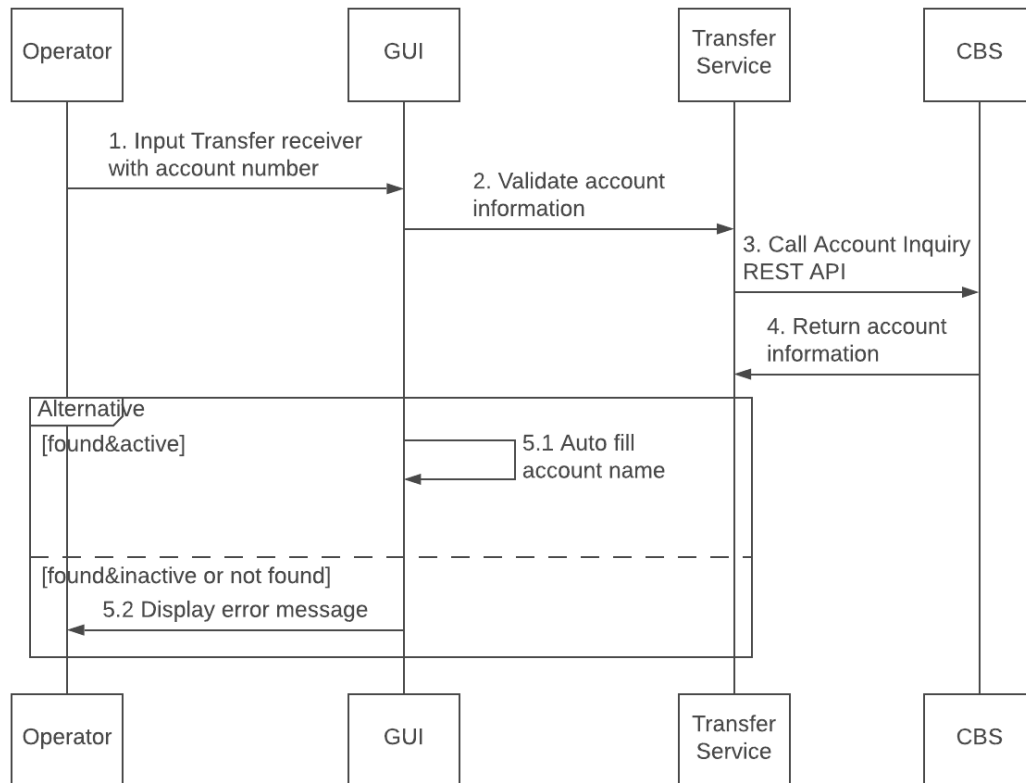 Operator
GUI
Transfer
Service
CBS
1. Input Transfer receiver
with account number
2. Validate account
information
3. Call Account Inquiry
REST API
4. Return account
information
Alternative
[found&active]
5.1 Auto fill
account name
[found&inactive or not found]
5.2 Display error message
Operator
GUI
Transfer
Service
CBS